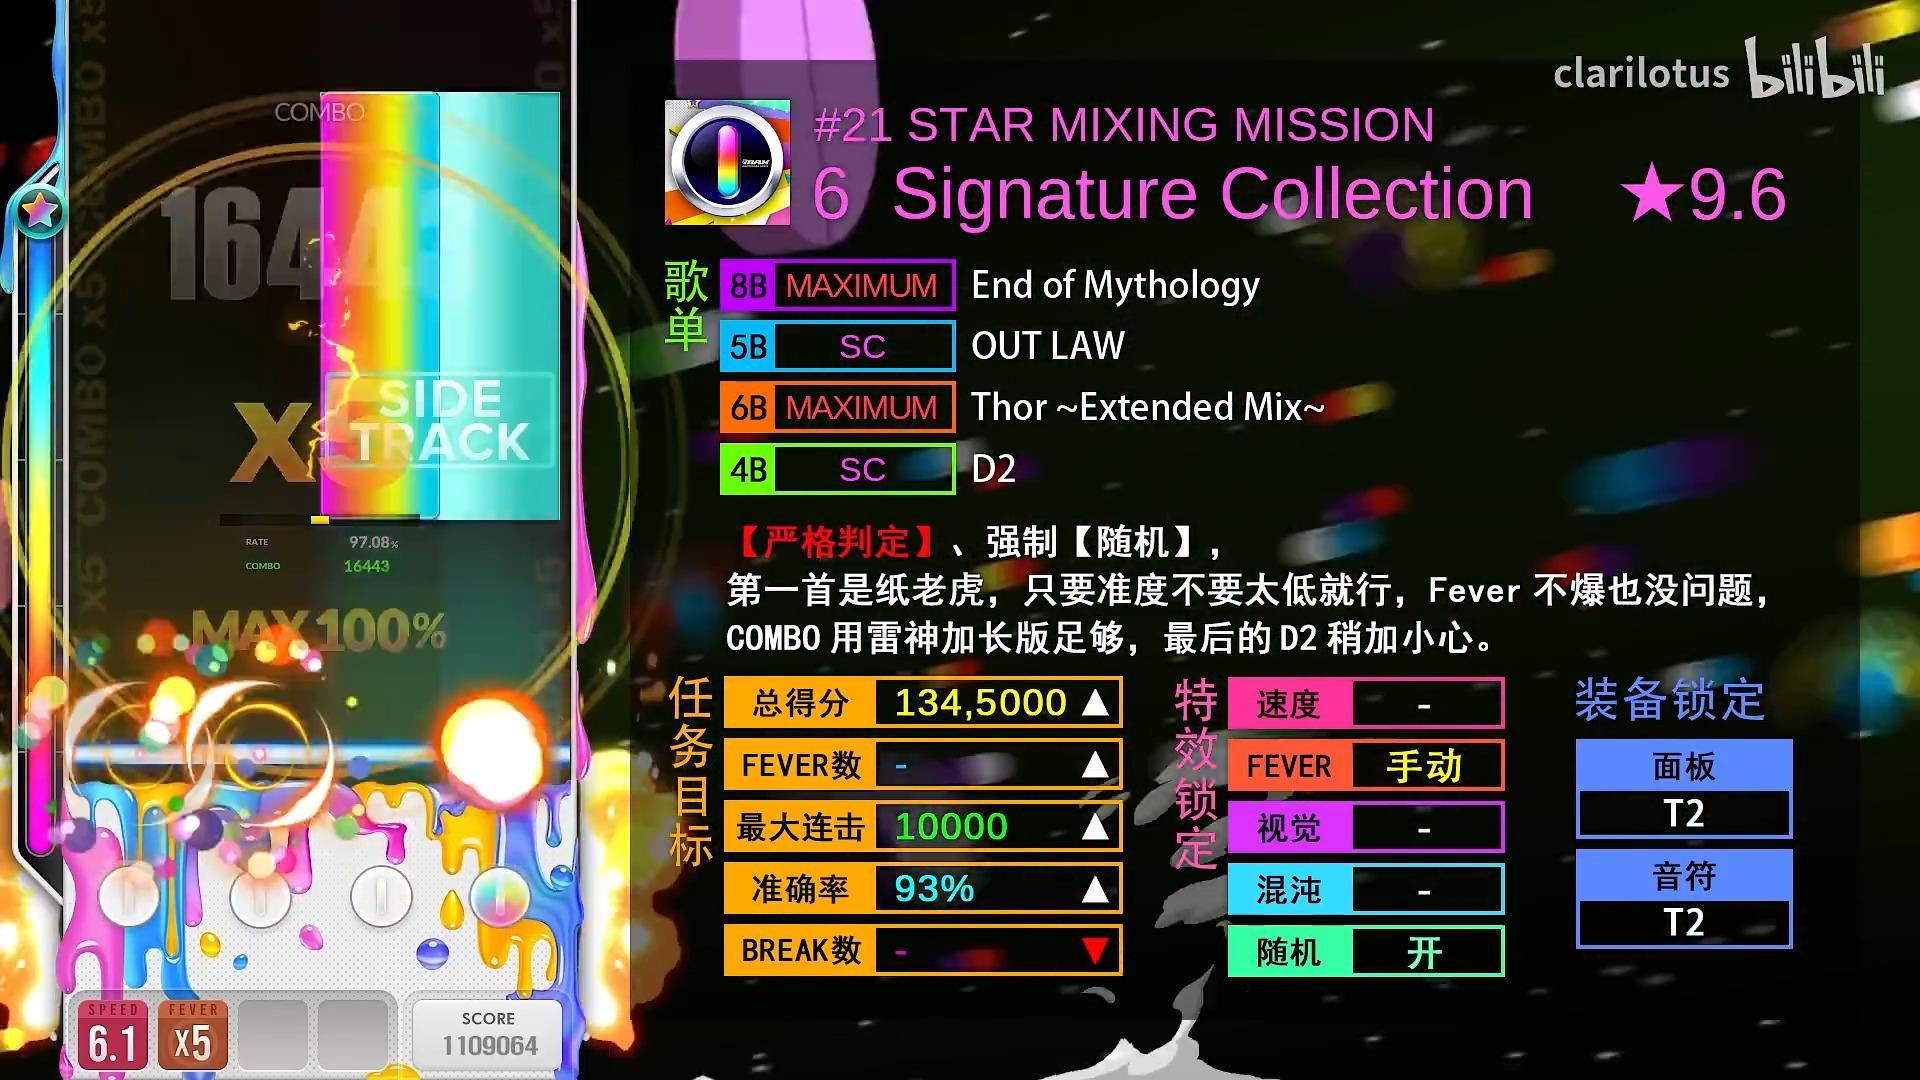 clarilotus bilibili
COMBO
SIDE
TRACK
RATE 97.08%
COMBO 16443
MAX 100%
SPEED
6.1
FEVER
x5
SCORE
1109064
#21 STAR MIXING MISSION
6 Signature Collection ★9.6
歌单
8B MAXIMUM End of Mythology
5B SC OUT LAW
6B MAXIMUM Thor ~Extended Mix~
4B SC D2
【严格判定】、强制【随机】,
第一首是纸老虎，只要准度不要太低就行，Fever 不爆也没问题，
COMBO 用雷神加长版足够，最后的 D2 稍加小心。
任务目标
总得分 134,5000 ▲
FEVER数 - ▲
最大连击 10000 ▲
准确率 93% ▲
BREAK数 - ▼
特效锁定
速度 -
FEVER 手动
视觉 -
混沌 -
随机 开
装备锁定
面板
T2
音符
T2